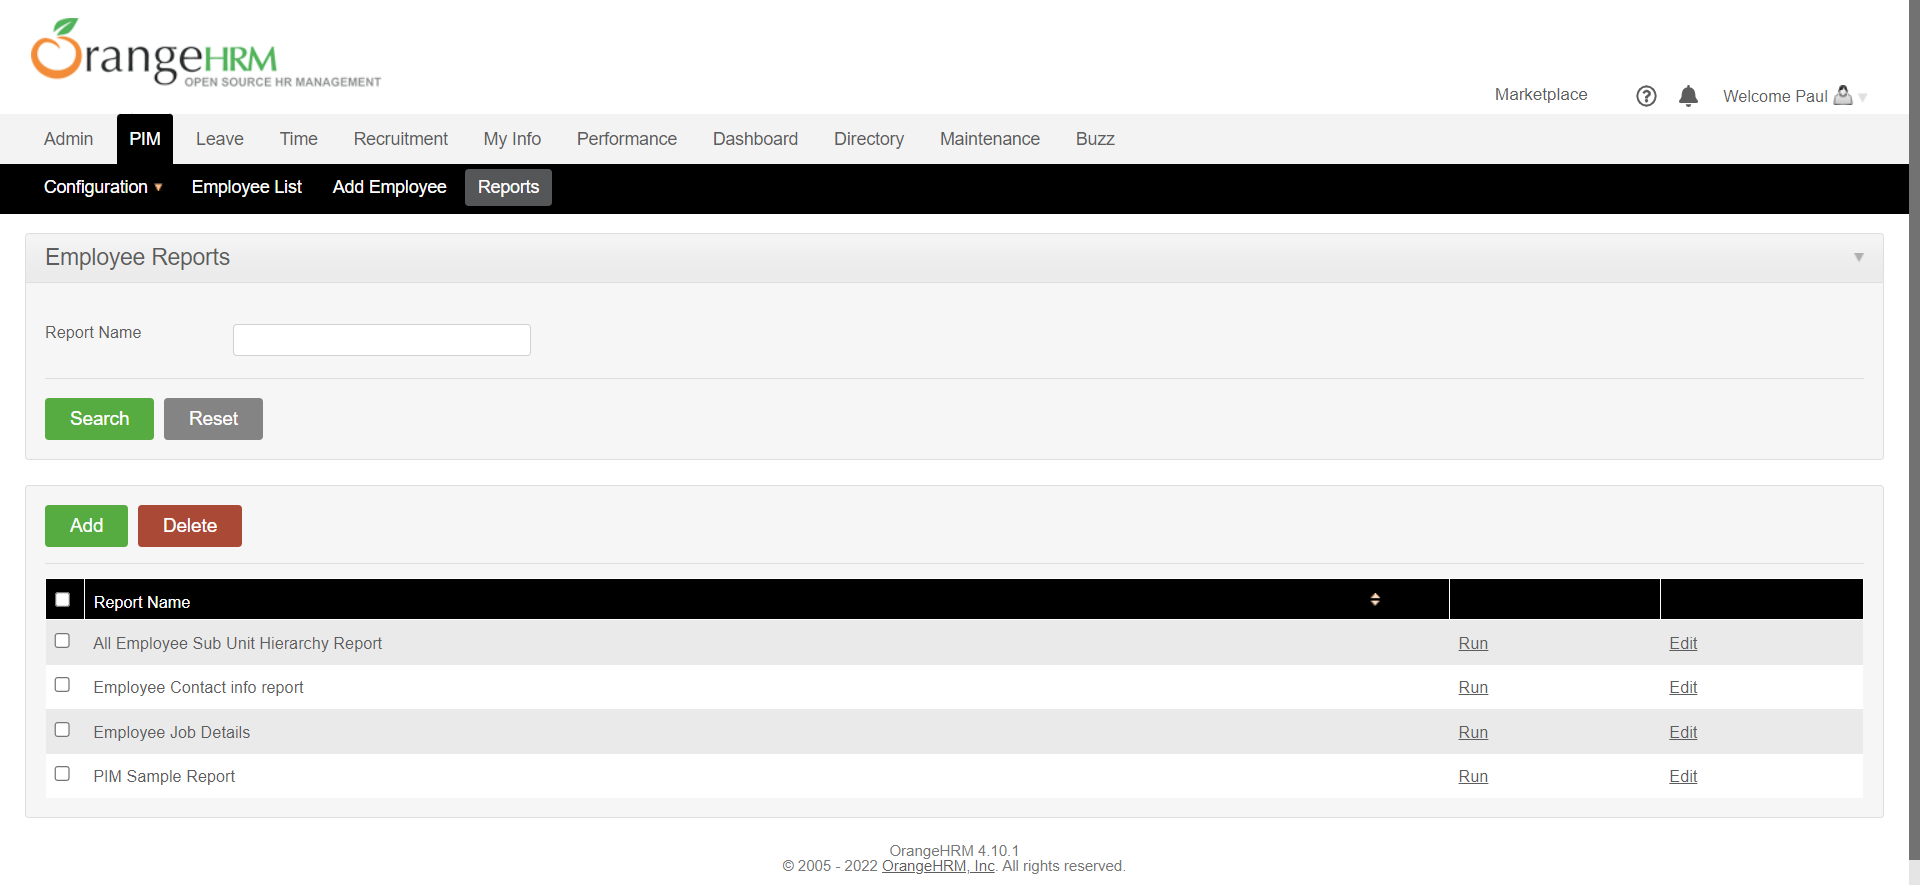 OrangeHRM
OPEN SOURCE HR MANAGEMENT
Marketplace
Welcome Paul
Admin PIM Leave Time Recruitment My Info Performance Dashboard Directory Maintenance Buzz
Configuration Employee List Add Employee Reports
Employee Reports
Report Name
Search Reset
Add Delete
Report Name
All Employee Sub Unit Hierarchy Report Run Edit
Employee Contact info report Run Edit
Employee Job Details Run Edit
PIM Sample Report Run Edit
OrangeHRM 4.10.1
© 2005 - 2022 OrangeHRM, Inc. All rights reserved.